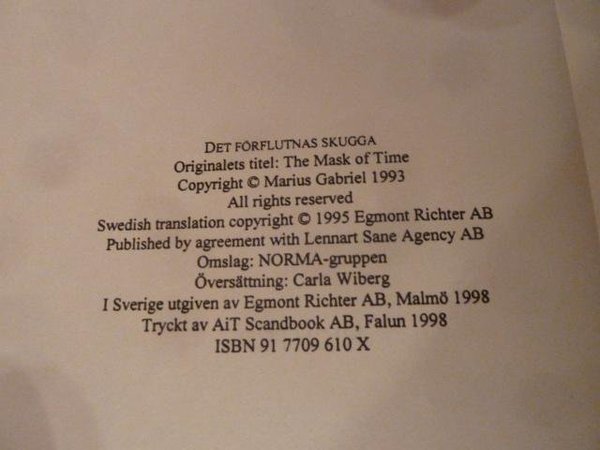 DET FÖRFLUTNAS SKUGGA
Originalets titel: The Mask of Time
Copyright © Marius Gabriel 1993
All rights reserved
Swedish translation copyright © 1995 Egmont Richter AB
Published by agreement with Lennart Sane Agency AB
Omslag: NORMA-gruppen
Översättning: Carla Wiberg
I Sverige utgiven av Egmont Richter AB, Malmö 1998
Tryckt av AiT Scandbook AB, Falun 1998
ISBN 91 7709 610 X